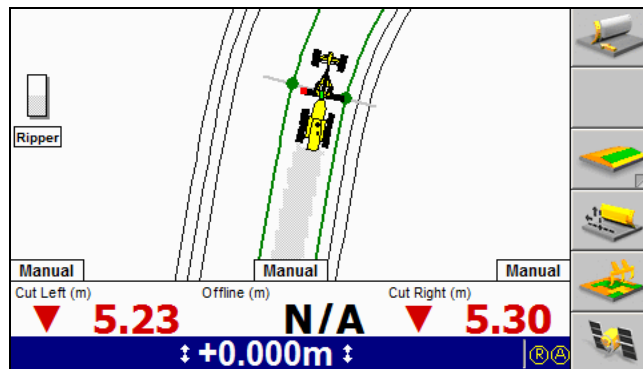 Ripper
Manual Manual Manual
Cut Left (m) Offline (m) Cut Right (m)
▼ 5.23 N/A ▼ 5.30
↕ +0.000m ↕ R A